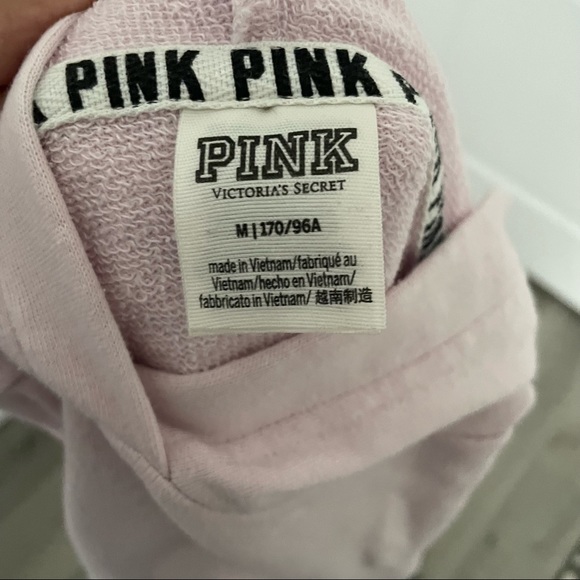 PINK PINK
PINK
VICTORIA'S SECRET
M | 170/96A
made in Vietnam/fabriqué au
Vietnam/hecho en Vietnam/
fabbricato in Vietnam/ 越南制造